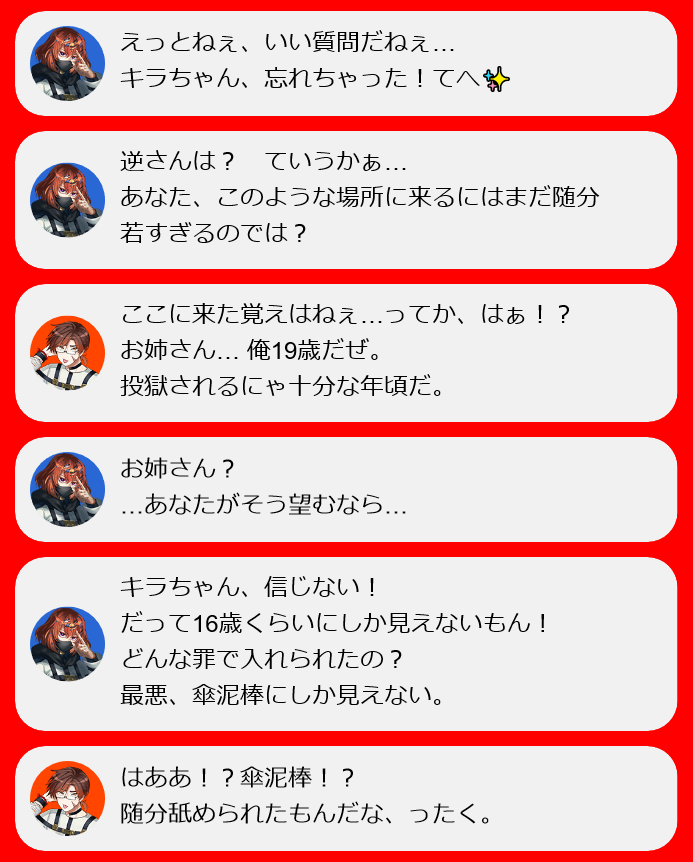 えっとねぇ、いい質問だねぇ…
キラちゃん、忘れちゃった！てへ✨
逆さんは？　ていうかぁ…
あなた、このような場所に来るにはまだ随分
若すぎるのでは？
ここに来た覚えはねぇ…ってか、はぁ！？
お姉さん… 俺19歳だぜ。
投獄されるにゃ十分な年頃だ。
お姉さん？
…あなたがそう望むなら…
キラちゃん、信じない！
だって16歳くらいにしか見えないもん！
どんな罪で入れられたの？
最悪、傘泥棒にしか見えない。
はああ！？傘泥棒！？
随分舐められたもんだな、ったく。